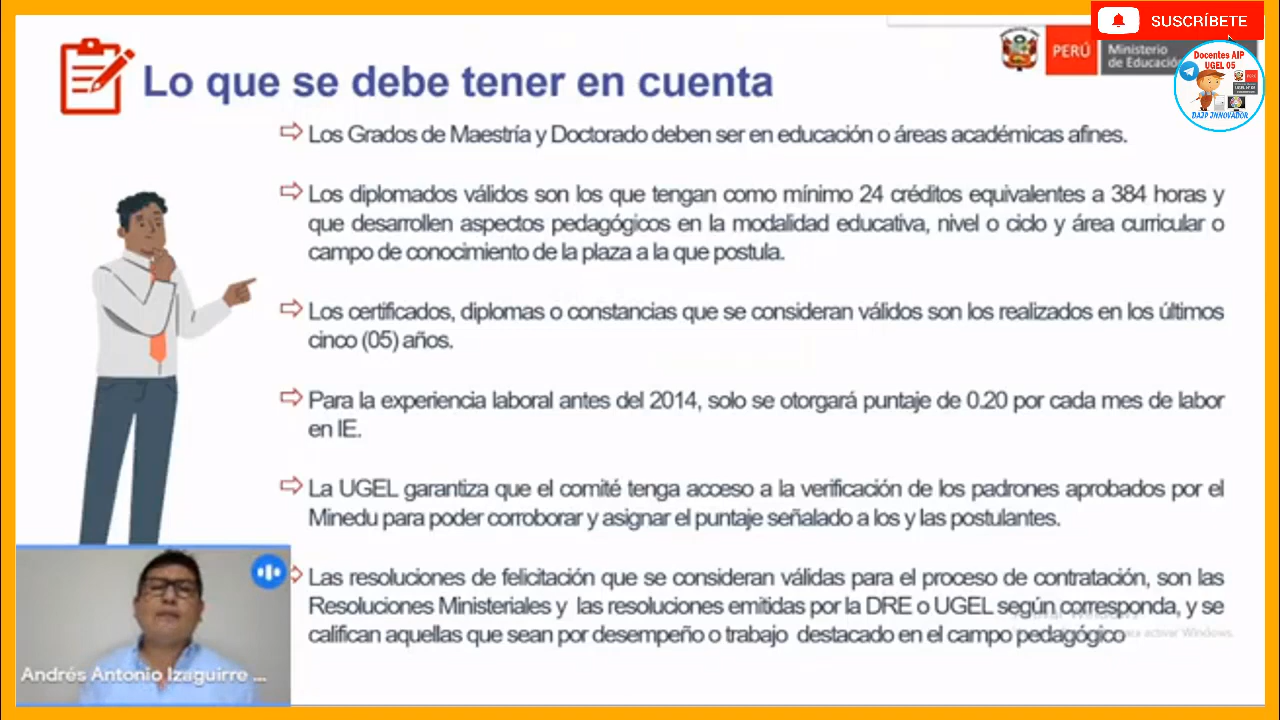 SUSCRÍBETE
PERÚ
Ministerio
de Educación
Docentes AIP
UGEL 05
DAIP INNOVADOR
Lo que se debe tener en cuenta
Los Grados de Maestría y Doctorado deben ser en educación o áreas académicas afines.
Los diplomados válidos son los que tengan como mínimo 24 créditos equivalentes a 384 horas y
que desarrollen aspectos pedagógicos en la modalidad educativa, nivel o ciclo y área curricular o
campo de conocimiento de la plaza a la que postula.
Los certificados, diplomas o constancias que se consideran válidos son los realizados en los últimos
cinco (05) años.
Para la experiencia laboral antes del 2014, solo se otorgará puntaje de 0.20 por cada mes de labor
en IE.
La UGEL garantiza que el comité tenga acceso a la verificación de los padrones aprobados por el
Minedu para poder corroborar y asignar el puntaje señalado a los y las postulantes.
Las resoluciones de felicitación que se consideran válidas para el proceso de contratación, son las
Resoluciones Ministeriales y las resoluciones emitidas por la DRE o UGEL según corresponda, y se
califican aquellas que sean por desempeño o trabajo destacado en el campo pedagógico
para activar Windows.
Andrés Antonio Izaguirre ...